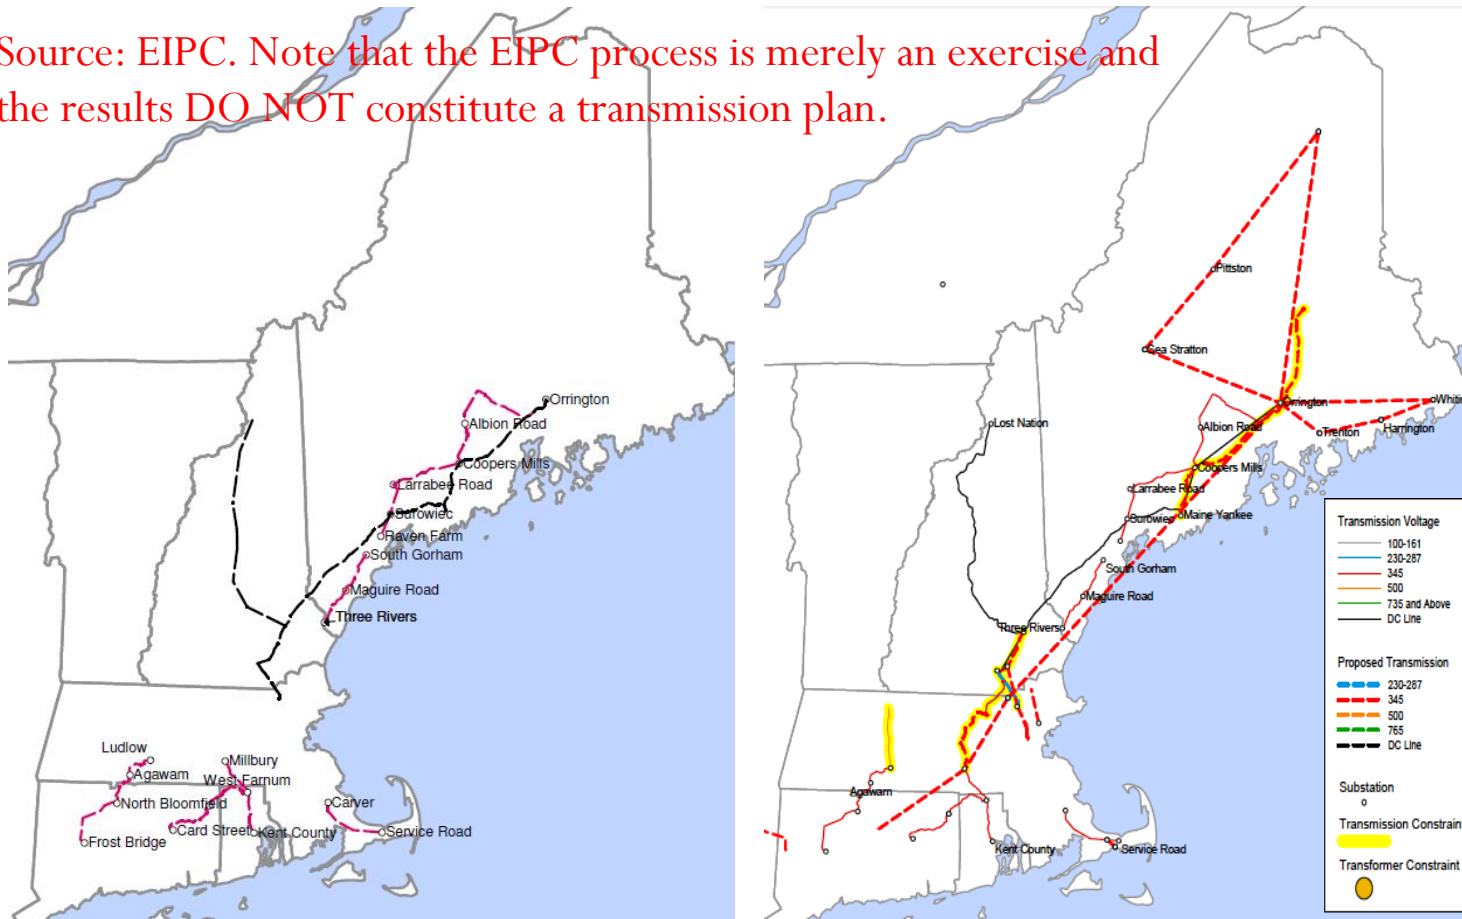 Source: EIPC. Note that the EIPC process is merely an exercise and
the results DO NOT constitute a transmission plan.
Orrington
Albion Road
Coopers Mills
Larrabee Road
Surowiec
Raven Farm
South Gorham
Maguire Road
Three Rivers
Ludlow
Millbury
Agawam
West Farnum
North Bloomfield
Carver
Card Street
Kent County
Service Road
Frost Bridge
Pittston
Gea Stratton
Orrington
Whiti
Lost Nation
Albion Road
Trenton
Harrington
Coopers Mills
Larrabee Road
Surowiec
Maine Yankee
South Gorham
Maguire Road
Three Rivers
Agawam
Kent County
Service Road
Transmission Voltage
100-161
230-287
345
500
735 and Above
DC Line
Proposed Transmission
230-287
345
500
765
DC Line
Substation
Transmission Constraint
Transformer Constraint